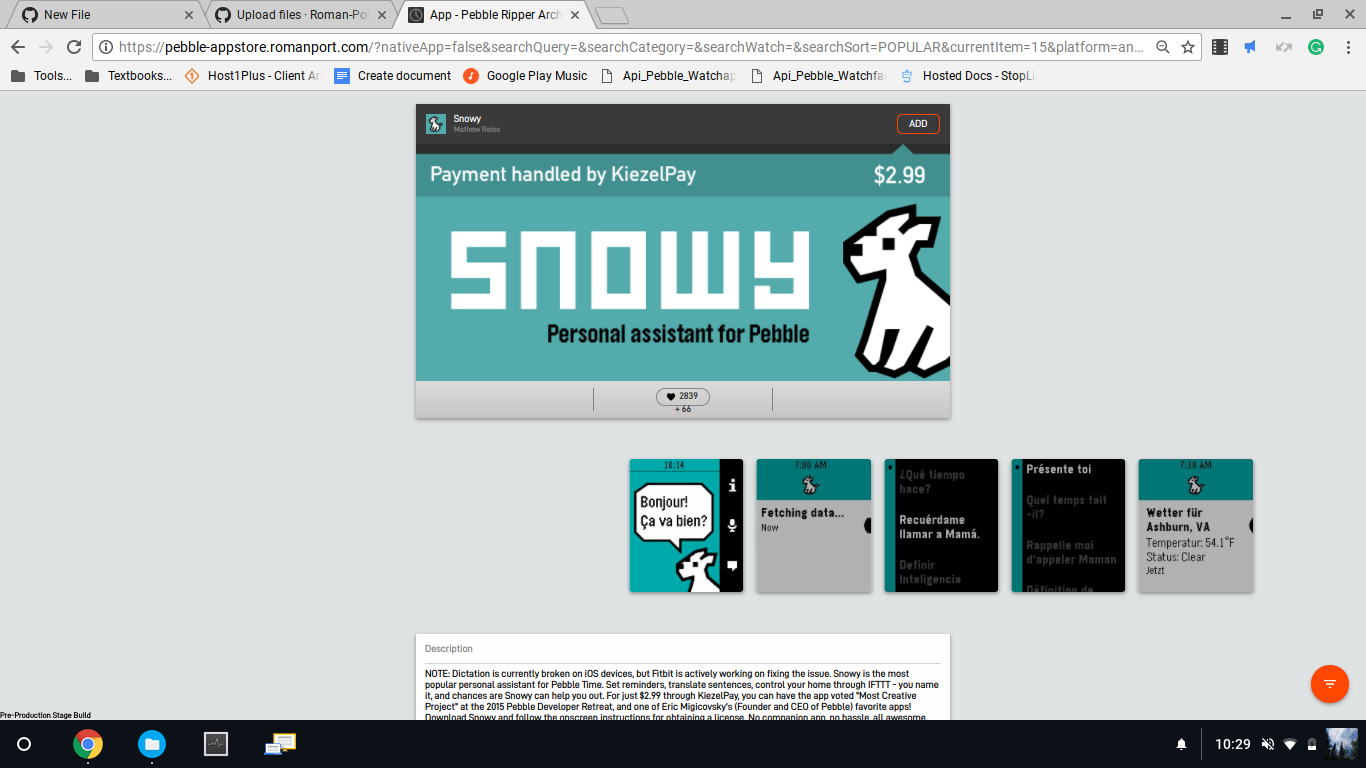 New File
Upload files · Roman-Po
App - Pebble Ripper Arch
https://pebble-appstore.romanport.com/?nativeApp=false&searchQuery=&searchCategory=&searchWatch=&searchSort=POPULAR&currentItem=15&platform=an...
Tools...
Textbooks...
Host1Plus - Client Ar
Create document
Google Play Music
Api_Pebble_Watchap
Api_Pebble_Watchfa
Hosted Docs - StopLi
Snowy
Mathew Reiss
ADD
Payment handled by KiezelPay
$2.99
SNOWY
Personal assistant for Pebble
2839
+ 66
16:14
Bonjour!
Ça va bien?
7:00 AM
Fetching data...
Now
¿Qué tiempo
hace?
Recuérdame
llamar a Mamá.
Definir
Inteligencia
Présente toi
Quel temps fait
-il?
Rappelle moi
d'appeler Maman
Définition de
7:30 AM
Wetter für
Ashburn, VA
Temperatur: 54.1°F
Status: Clear
Jetzt
Description
NOTE: Dictation is currently broken on iOS devices, but Fitbit is actively working on fixing the issue. Snowy is the most
popular personal assistant for Pebble Time. Set reminders, translate sentences, control your home through IFTTT - you name
it, and chances are Snowy can help you out. For just $2.99 through KiezelPay, you can have the app voted "Most Creative
Project" at the 2015 Pebble Developer Retreat, and one of Eric Migicovsky's (Founder and CEO of Pebble) favorite apps!
Download Snowy and follow the onscreen instructions for obtaining a license. No companion app, no hassle, all awesome.
Pre-Production Stage Build
10:29